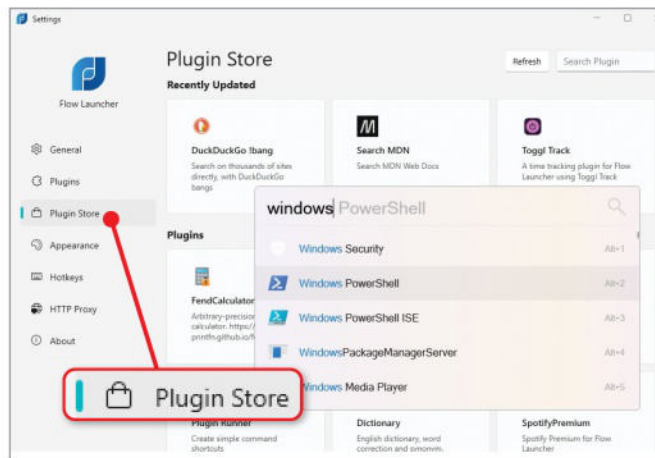 Settings
Flow Launcher
General
Plugins
Plugin Store
Appearance
Hotkeys
HTTP Proxy
About
Plugin Store
Refresh
Search Plugin
Recently Updated
DuckDuckGo !bang
Search on thousands of sites
directly, with DuckDuckGo
bangs
Search MDN
Search MDN Web Docs
Toggl Track
A time tracking plugin for Flow
Launcher using Toggl Track
Plugins
FendCalculator
Arbitrary-precision
calculator. https://
printfn.github.io/f
windows PowerShell
Windows Security
Alt+1
Windows PowerShell
Alt+2
Windows PowerShell ISE
Alt+3
WindowsPackageManagerServer
Alt+4
Windows Media Player
Alt+5
Plugin Store
Plugin Runner
Create simple command
shortcuts
Dictionary
English dictionary, word
correction and synonym.
SpotifyPremium
Spotify Premium for Flow
Launcher